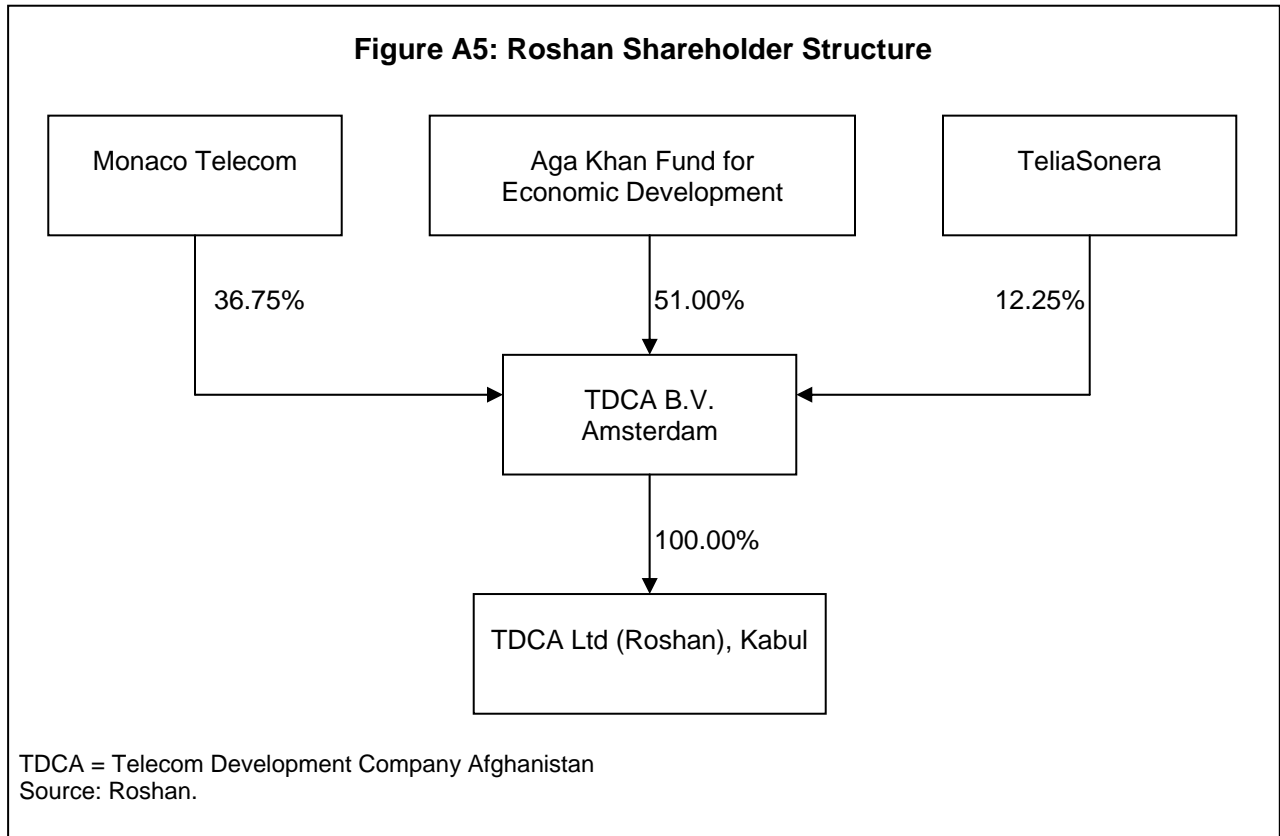 Figure A5: Roshan Shareholder Structure
Monaco Telecom
Aga Khan Fund for
Economic Development
TeliaSonera
36.75%
51.00%
12.25%
TDCA B.V.
Amsterdam
100.00%
TDCA Ltd (Roshan), Kabul
TDCA = Telecom Development Company Afghanistan
Source: Roshan.